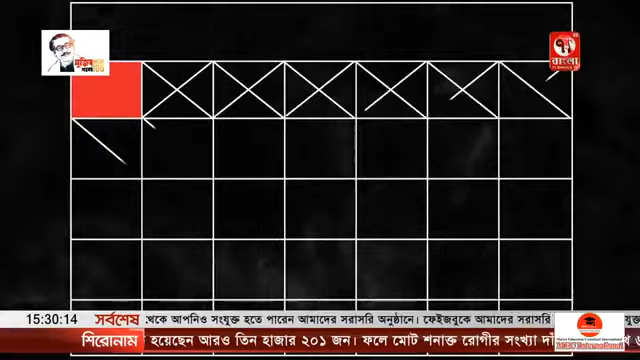 বাংলা
15:30:14 সর্বশেষ থেকে আপনিও সংযুক্ত হতে পারেন আমাদের সরাসরি অনুষ্ঠানে। ফেইজবুকে আমাদের সরাসরি
শিরোনাম হয়েছেন আরও তিন হাজার ২০১ জন। ফলে মোট শনাক্ত রোগীর সংখ্যা